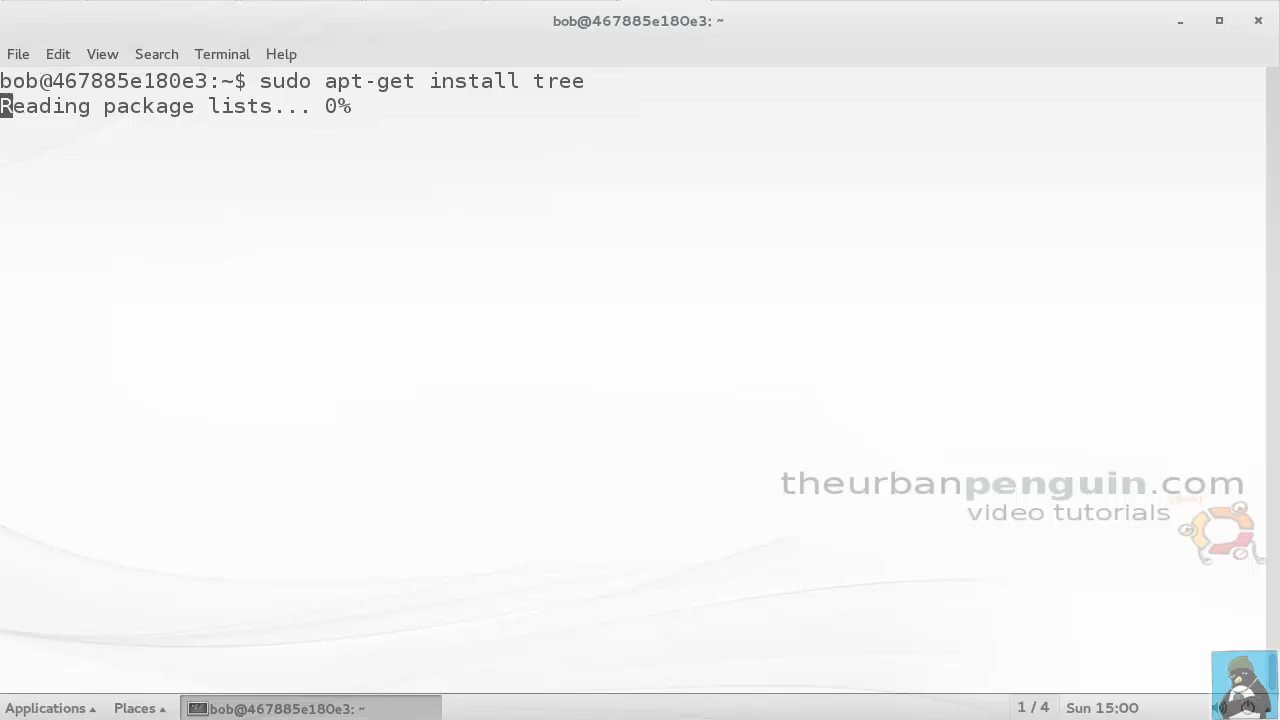 bob@467885e180e3: ~
File Edit View Search Terminal Help
bob@467885e180e3:~$ sudo apt-get install tree
Reading package lists... 0%
theurbanpenguin.com
video tutorials
Applications Places bob@467885e180e3: ~ 1 / 4 Sun 15:00